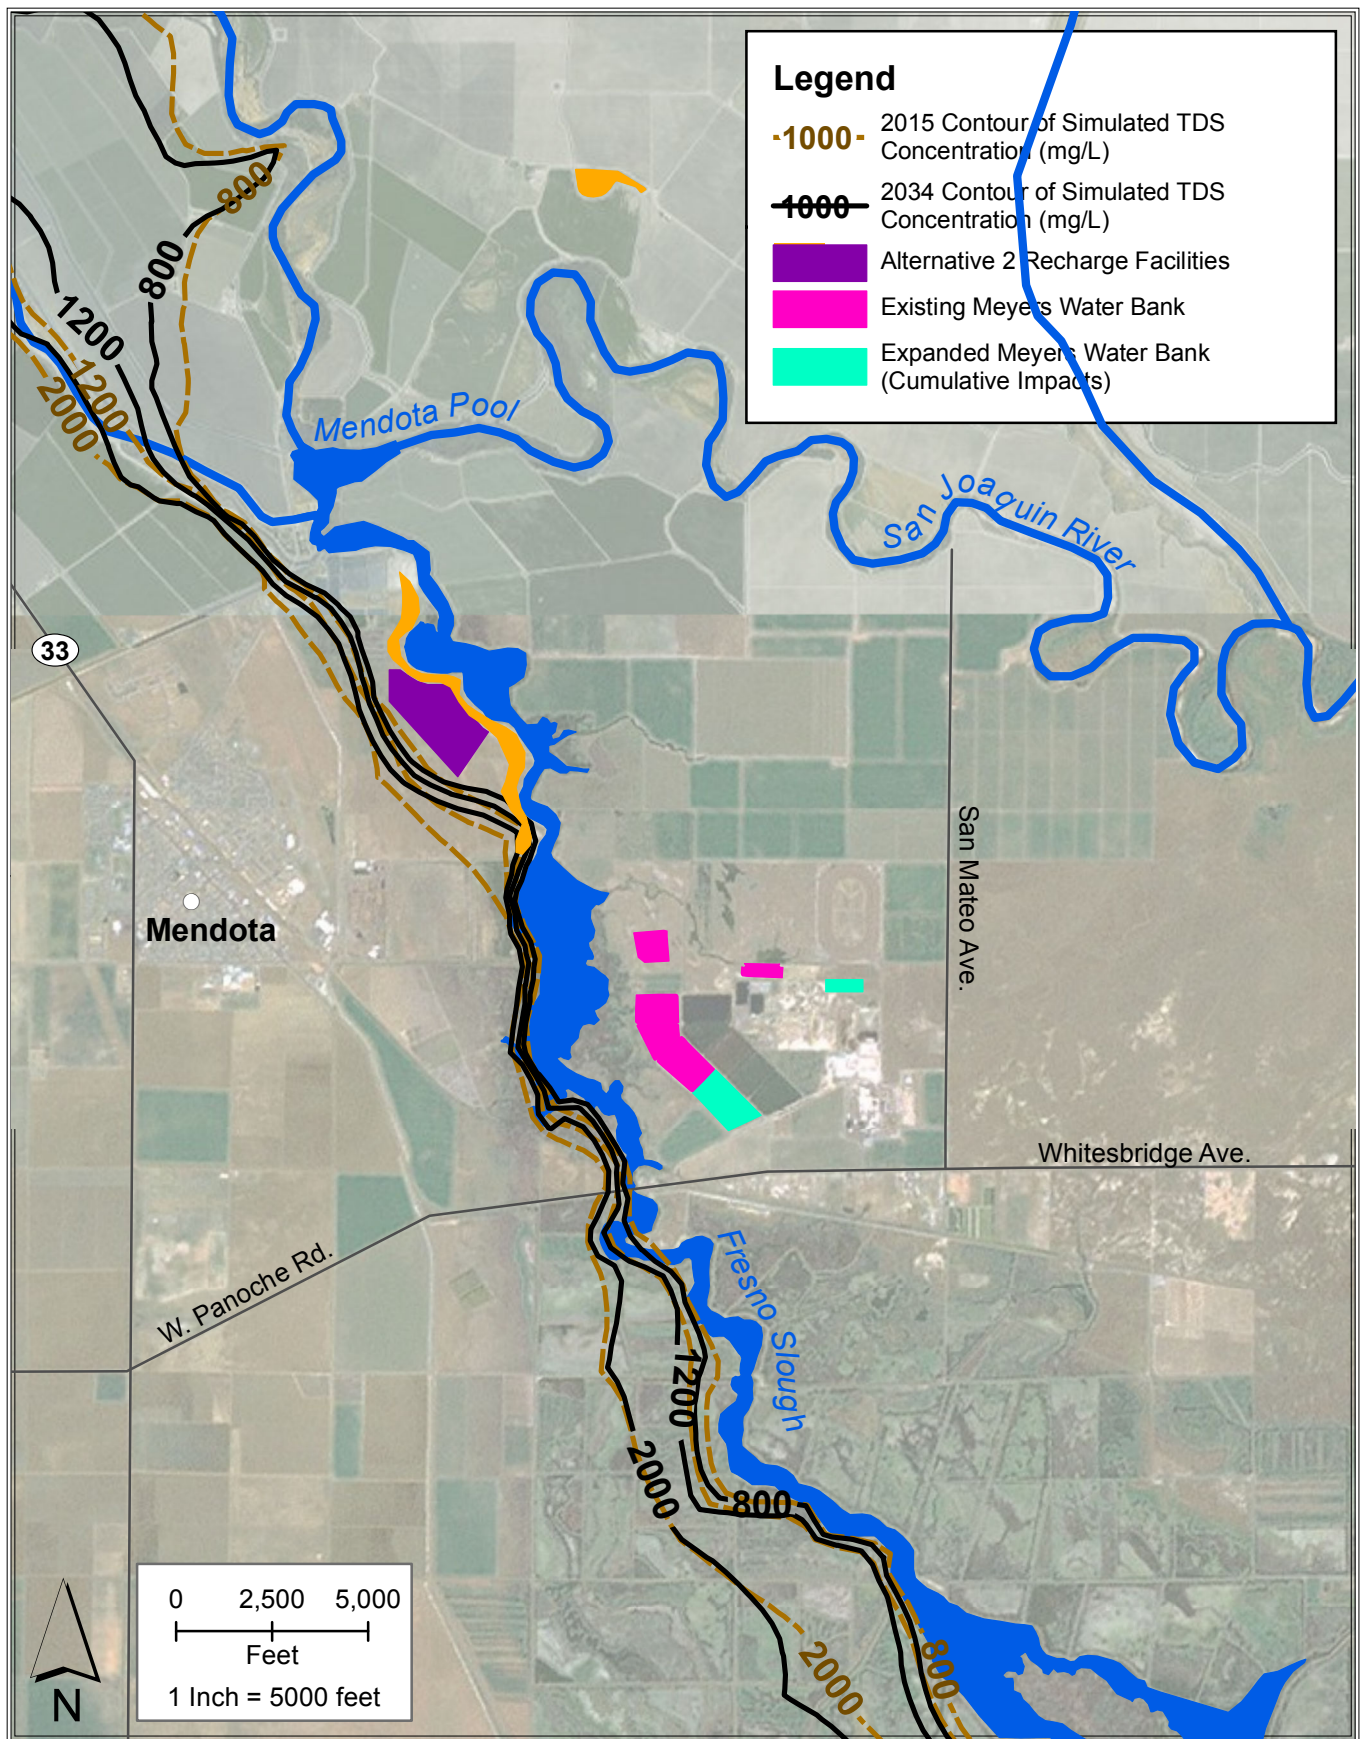 Legend
1000
2015 Contour of Simulated TDS
Concentration (mg/L)
1000
2034 Contour of Simulated TDS
Concentration (mg/L)
Alternative 2 Recharge Facilities
Existing Meyers Water Bank
Expanded Meyers Water Bank
(Cumulative Impacts)
800
800
1200
1200
2000
Mendota Pool
San Joaquin River
33
San Mateo Ave.
Mendota
Whitesbridge Ave.
W. Panoche Rd.
Fresno Slough
1200
2000
800
800
2000
0 2,500 5,000
Feet
1 Inch = 5000 feet
N